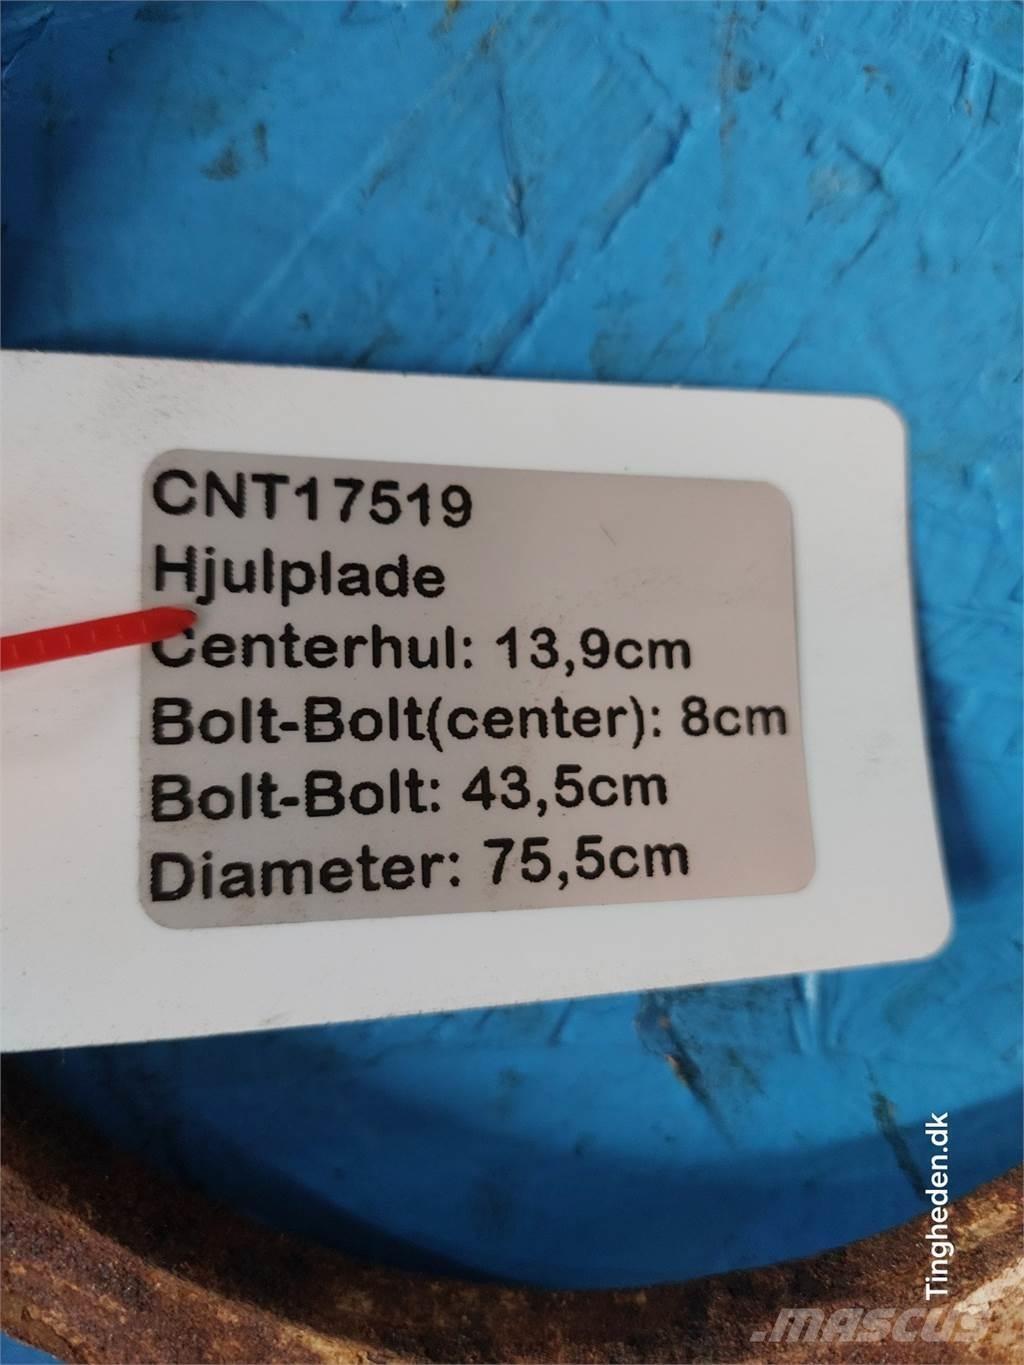 CNT17519
Hjulplade
Centerhul: 13,9cm
Bolt-Bolt(center): 8cm
Bolt-Bolt: 43,5cm
Diameter: 75,5cm
Tingheden.dk
.MASCUS